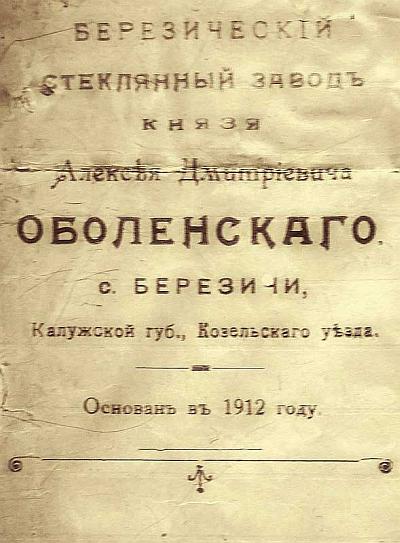 БЕРЕЗИЧЕСКІЙ
СТЕКЛЯННЫЙ ЗАВОДЪ
КНЯЗЯ
Алексѣя Дмитріевича
ОБОЛЕНСКАГО.
с. БЕРЕЗИЧИ,
Калужской губ., Козельскаго уѣзда.
Основанъ въ 1912 году.